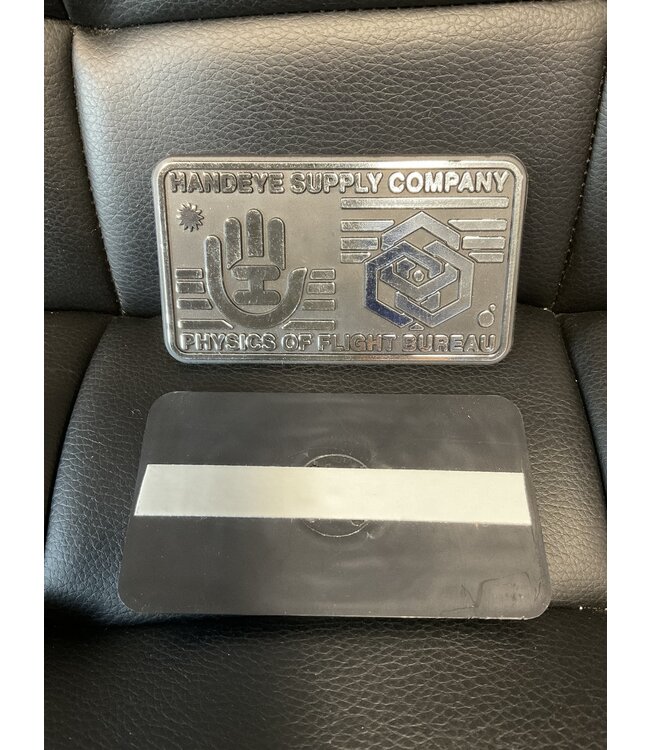 HANDEYE SUPPLY COMPANY
PHYSICS OF FLIGHT BUREAU